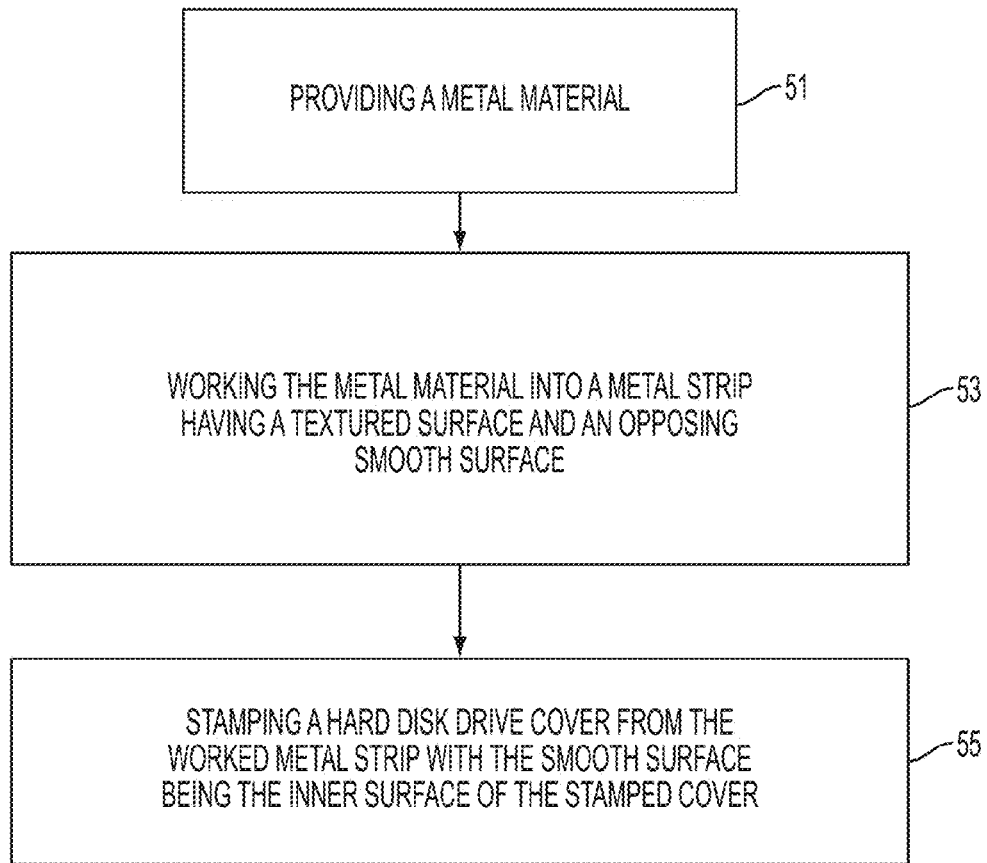 PROVIDING A METAL MATERIAL
51
WORKING THE METAL MATERIAL INTO A METAL STRIP
HAVING A TEXTURED SURFACE AND AN OPPOSING
SMOOTH SURFACE
53
STAMPING A HARD DISK DRIVE COVER FROM THE
WORKED METAL STRIP WITH THE SMOOTH SURFACE
BEING THE INNER SURFACE OF THE STAMPED COVER
55